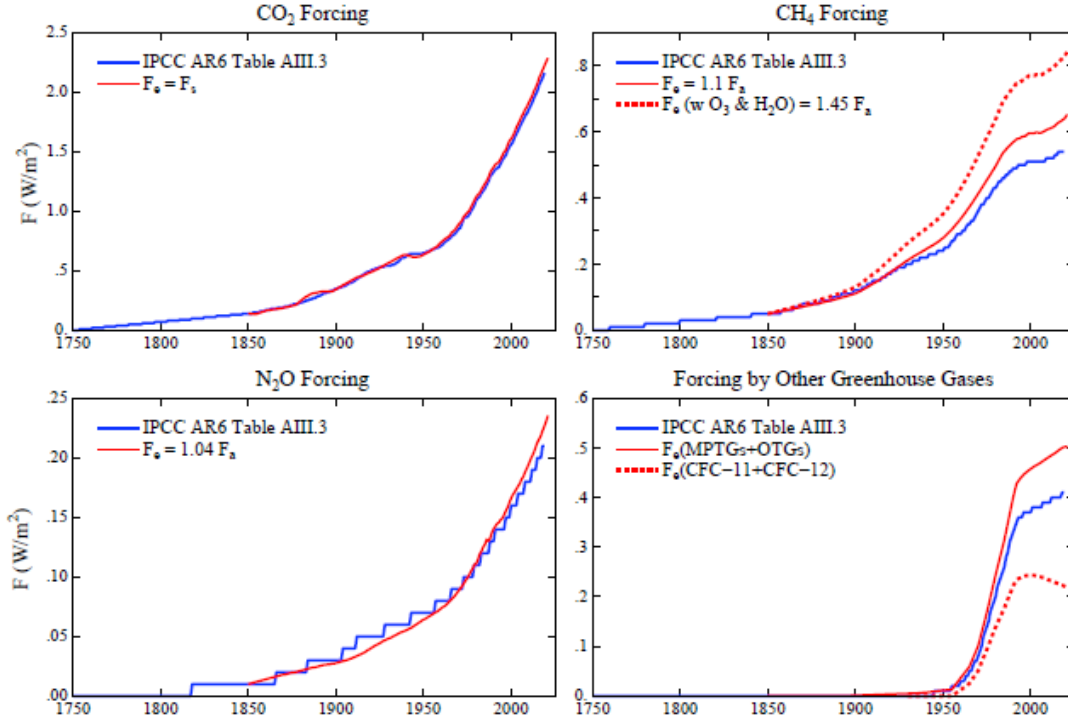 CO₂ Forcing
2.5
2.0
1.5
1.0
.5
0.
F (W/m²)
IPCC AR6 Table AIII.3
Fₑ = Fₛ
1750 1800 1850 1900 1950 2000
CH₄ Forcing
.8
.6
.4
.2
0.
IPCC AR6 Table AIII.3
Fₑ = 1.1 Fₐ
Fₑ (w O₃ & H₂O) = 1.45 Fₐ
1750 1800 1850 1900 1950 2000
N₂O Forcing
.25
.20
.15
.10
.05
.00
F (W/m²)
IPCC AR6 Table AIII.3
Fₑ = 1.04 Fₐ
1750 1800 1850 1900 1950 2000
Forcing by Other Greenhouse Gases
.6
.5
.4
.3
.2
.1
0.
IPCC AR6 Table AIII.3
Fₑ(MPTGs+OTGs)
Fₑ(CFC−11+CFC−12)
1750 1800 1850 1900 1950 2000